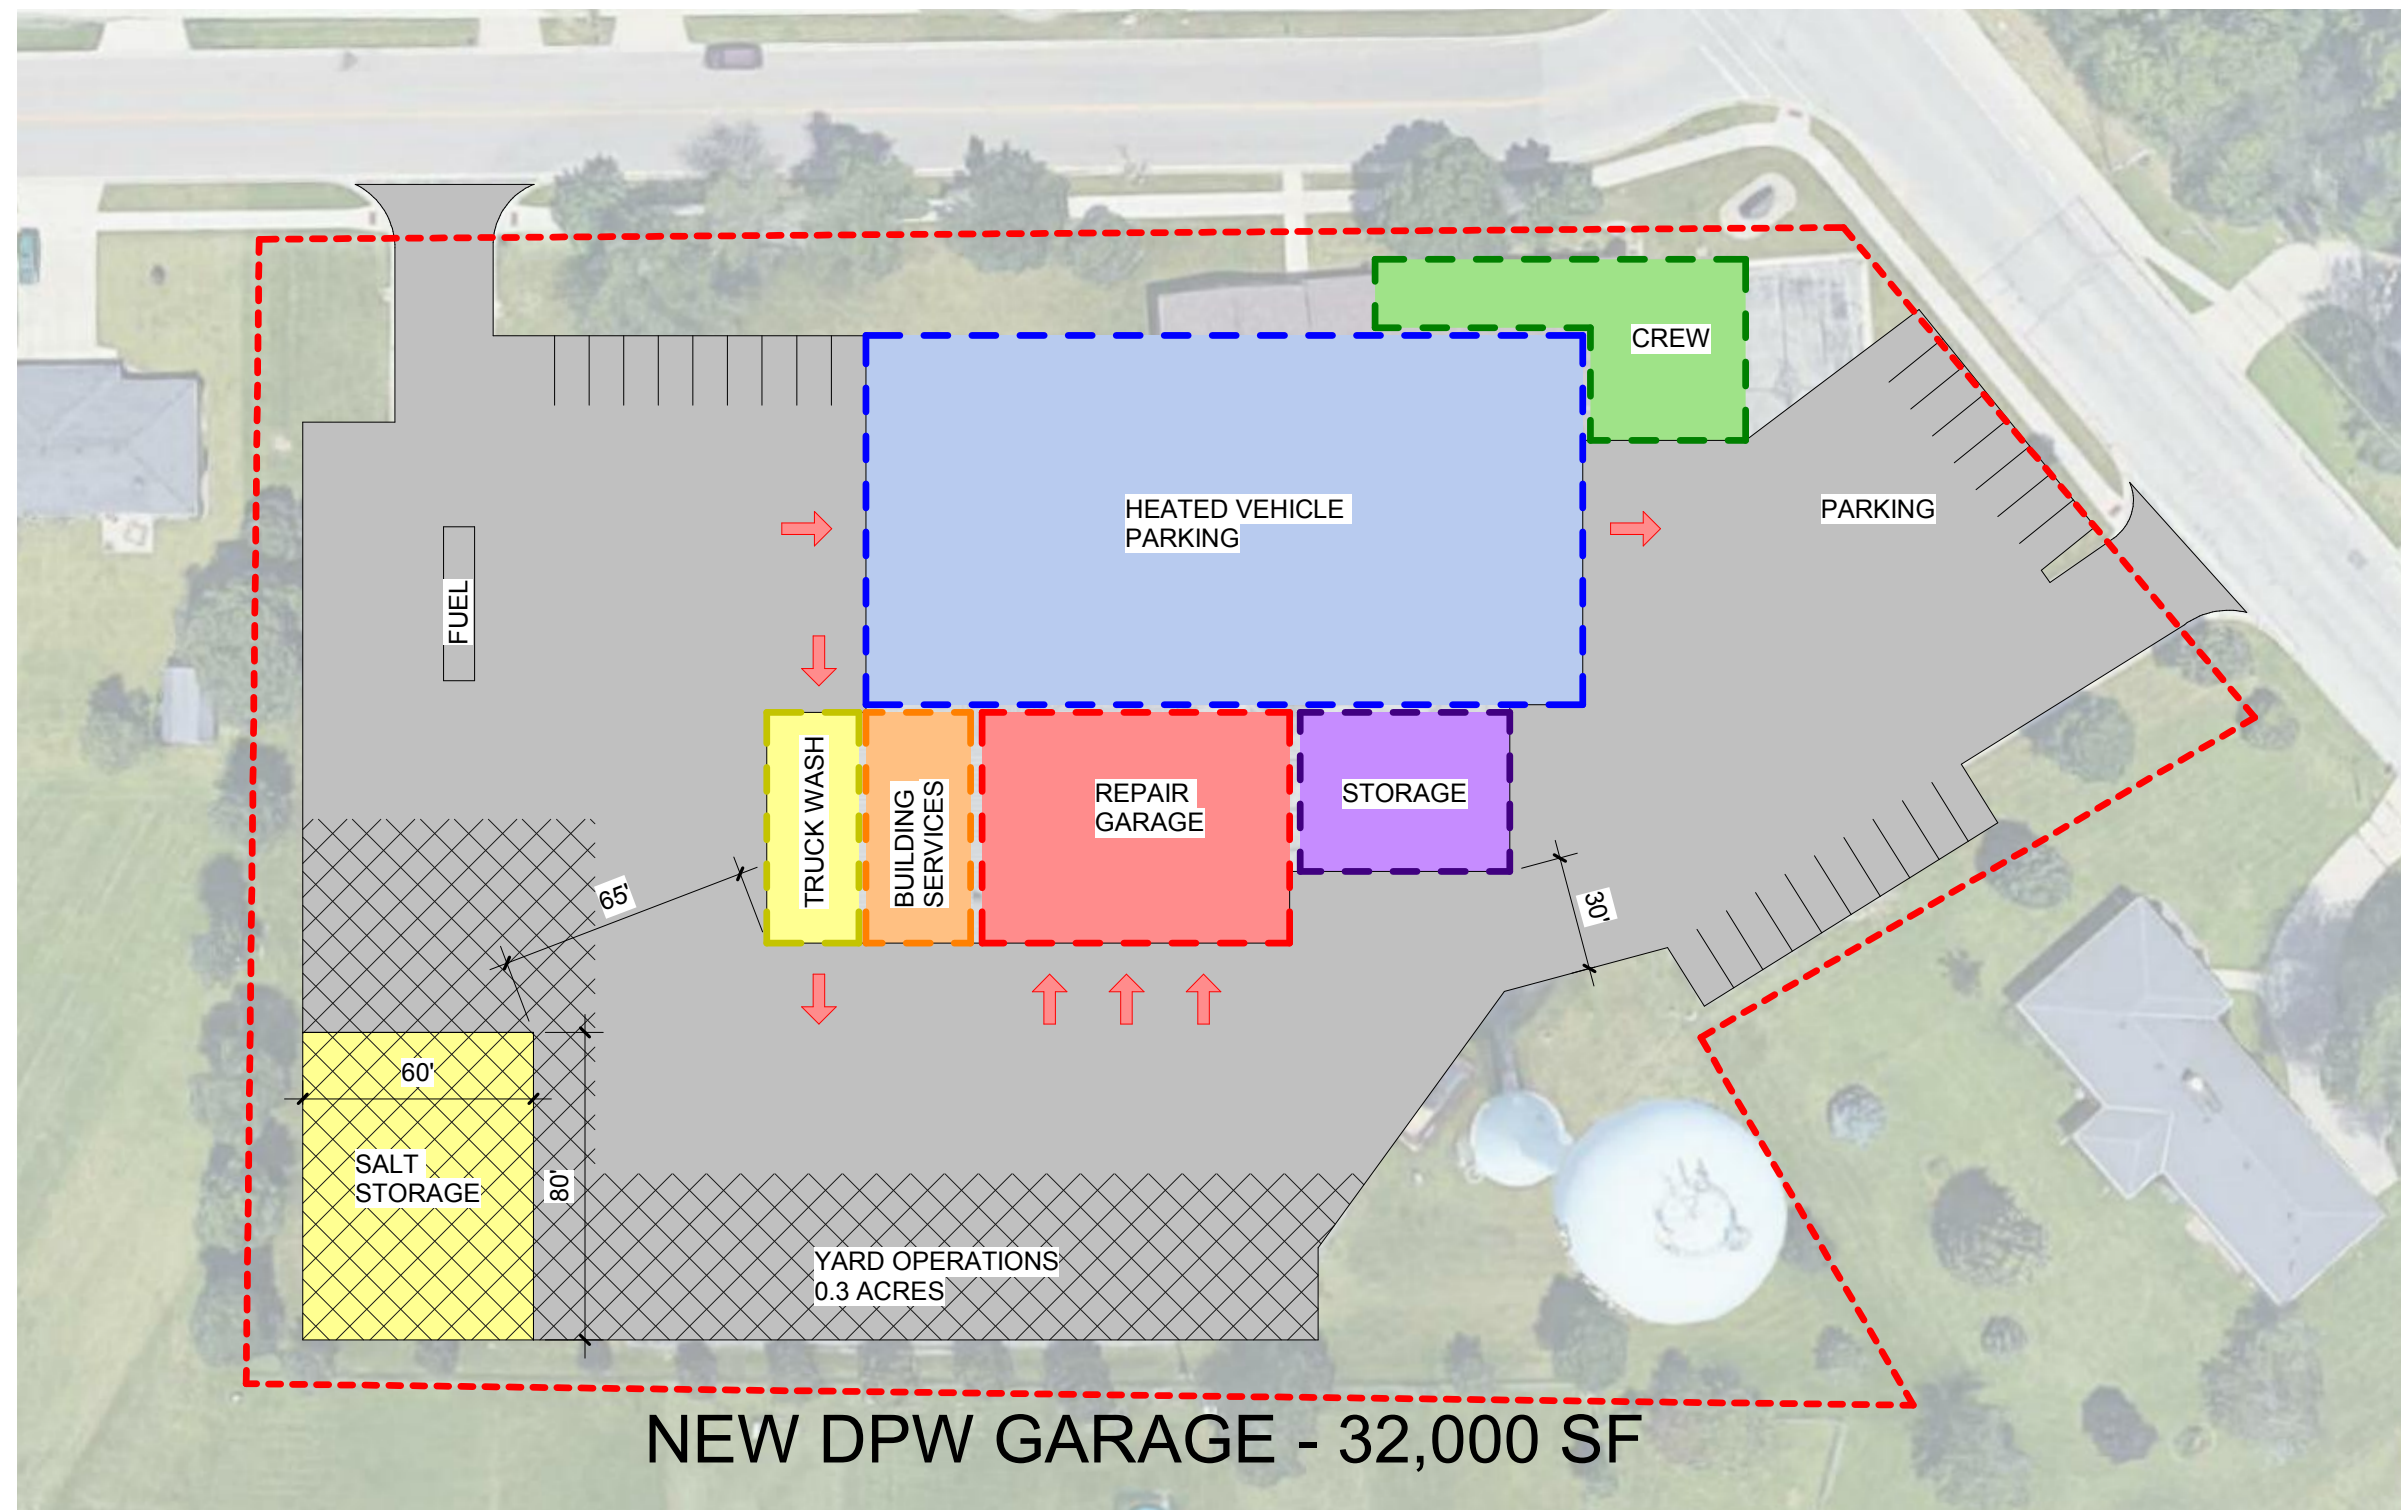 CREW
HEATED VEHICLE
PARKING
PARKING
FUEL
TRUCK WASH
BUILDING
SERVICES
REPAIR
GARAGE
STORAGE
65'
30'
60'
SALT
STORAGE
80'
YARD OPERATIONS
0.3 ACRES
NEW DPW GARAGE - 32,000 SF